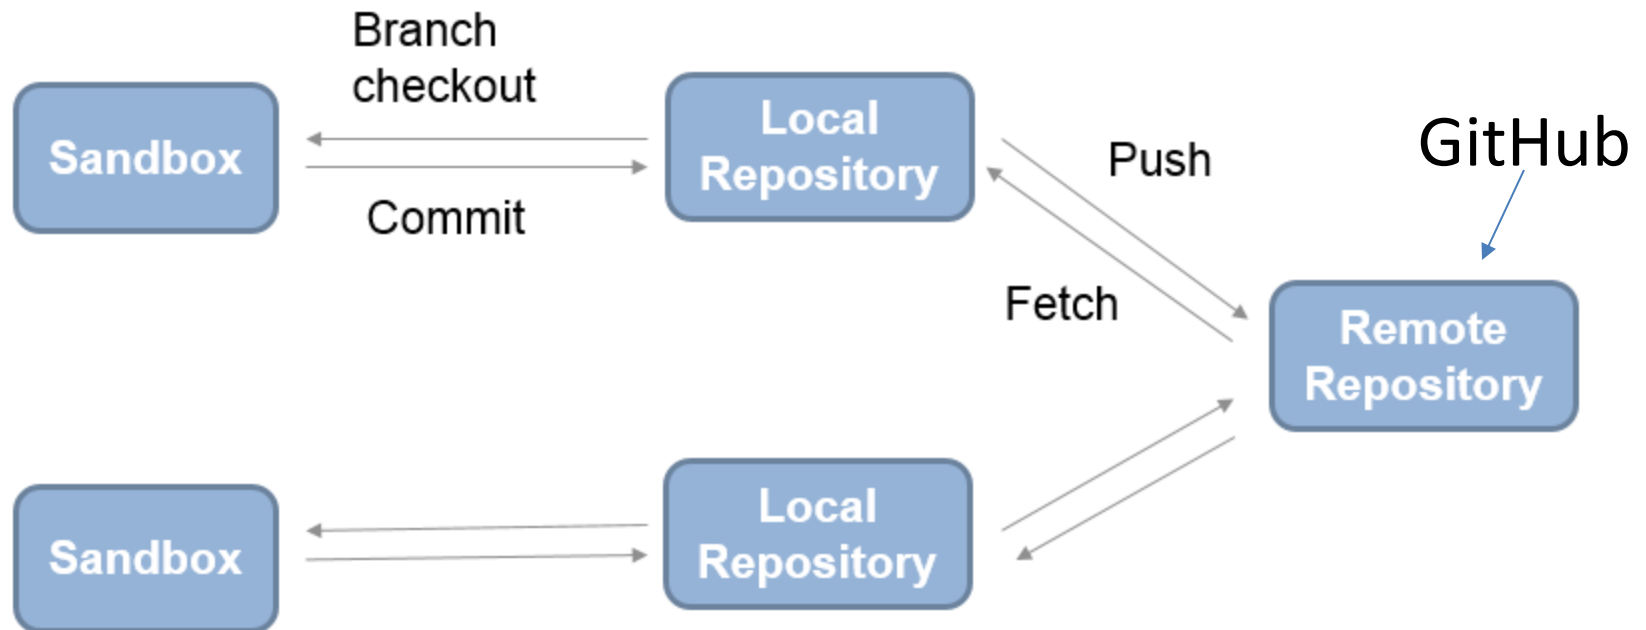 Branch
checkout
Sandbox
Commit
Local
Repository
Push
GitHub
Fetch
Remote
Repository
Sandbox
Local
Repository